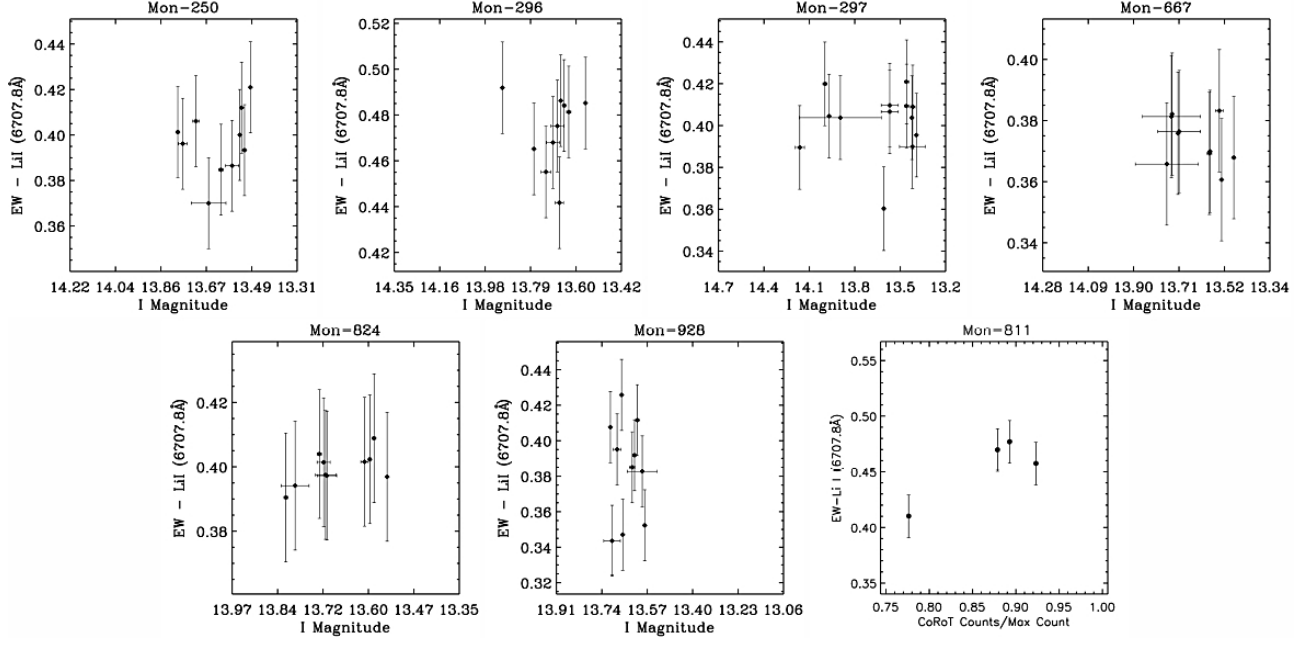 Mon-250
EW - LiI (6707.8Å)
0.44
0.42
0.40
0.38
0.36
14.22 14.04 13.86 13.67 13.49 13.31
I Magnitude
Mon-296
EW - LiI (6707.8Å)
0.52
0.50
0.48
0.46
0.44
0.42
14.35 14.16 13.98 13.79 13.60 13.42
I Magnitude
Mon-297
EW - LiI (6707.8Å)
0.44
0.42
0.40
0.38
0.36
0.34
14.7 14.4 14.1 13.8 13.5 13.2
I Magnitude
Mon-667
EW - LiI (6707.8Å)
0.40
0.38
0.36
0.34
14.28 14.09 13.90 13.71 13.52 13.34
I Magnitude
Mon-824
EW - LiI (6707.8Å)
0.42
0.40
0.38
13.97 13.84 13.72 13.60 13.47 13.35
I Magnitude
Mon-928
EW - LiI (6707.8Å)
0.44
0.42
0.40
0.38
0.36
0.34
0.32
13.91 13.74 13.57 13.40 13.23 13.06
I Magnitude
Mon-811
EW-Li I (6707.8Å)
0.55
0.50
0.45
0.40
0.35
0.75 0.80 0.85 0.90 0.95 1.00
CoRoT Counts/Max Count